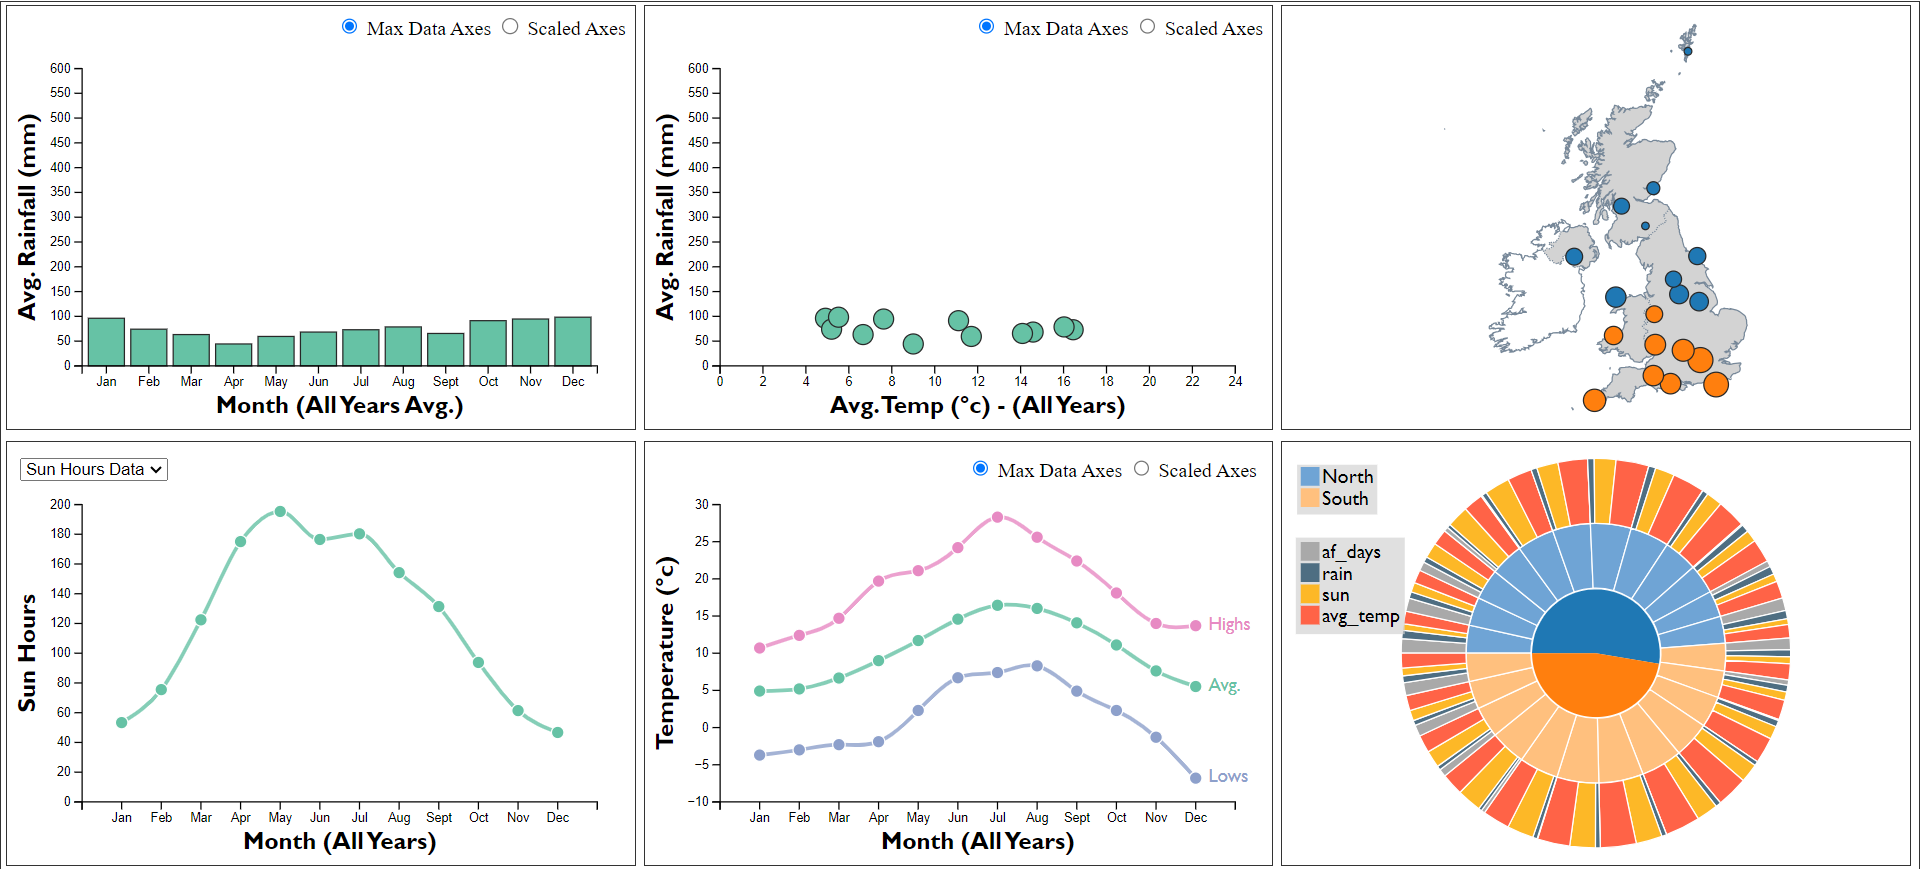 Max Data Axes Scaled Axes
600
550
500
450
400
350
300
250
200
150
100
50
0
Avg. Rainfall (mm)
Jan Feb Mar Apr May Jun Jul Aug Sept Oct Nov Dec
Month (All Years Avg.)
Max Data Axes Scaled Axes
600
550
500
450
400
350
300
250
200
150
100
50
0
Avg. Rainfall (mm)
0 2 4 6 8 10 12 14 16 18 20 22 24
Avg. Temp (°c) - (All Years)
Sun Hours Data
200
180
160
140
120
100
80
60
40
20
0
Sun Hours
Jan Feb Mar Apr May Jun Jul Aug Sept Oct Nov Dec
Month (All Years)
Max Data Axes Scaled Axes
30
25
20
15
10
5
0
−5
−10
Temperature (°c)
Highs
Avg.
Lows
Jan Feb Mar Apr May Jun Jul Aug Sept Oct Nov Dec
Month (All Years)
North
South
af_days
rain
sun
avg_temp